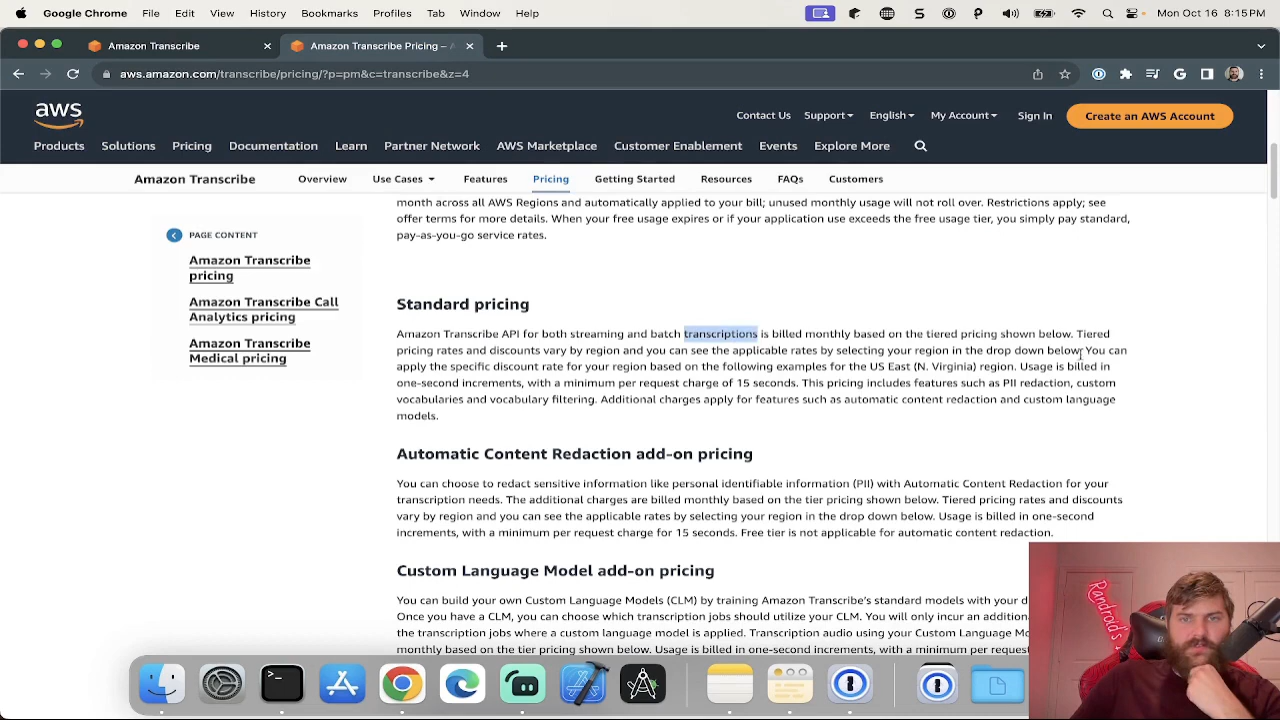 Google Chrome File Edit View History Bookmarks Profiles Tab Window Help Mon Oct 16 8:15 PM
Amazon Transcribe
Amazon Transcribe Pricing – A
aws.amazon.com/transcribe/pricing/?p=pm&c=transcribe&z=4
aws
Contact Us Support English My Account Sign In Create an AWS Account
Products Solutions Pricing Documentation Learn Partner Network AWS Marketplace Customer Enablement Events Explore More
Amazon Transcribe Overview Use Cases Features Pricing Getting Started Resources FAQs Customers
PAGE CONTENT
Amazon Transcribe
pricing
Amazon Transcribe Call
Analytics pricing
Amazon Transcribe
Medical pricing
month across all AWS Regions and automatically applied to your bill; unused monthly usage will not roll over. Restrictions apply; see
offer terms for more details. When your free usage expires or if your application use exceeds the free usage tier, you simply pay standard,
pay-as-you-go service rates.
Standard pricing
Amazon Transcribe API for both streaming and batch transcriptions is billed monthly based on the tiered pricing shown below. Tiered
pricing rates and discounts vary by region and you can see the applicable rates by selecting your region in the drop down below. You can
apply the specific discount rate for your region based on the following examples for the US East (N. Virginia) region. Usage is billed in
one-second increments, with a minimum per request charge of 15 seconds. This pricing includes features such as PII redaction, custom
vocabularies and vocabulary filtering. Additional charges apply for features such as automatic content redaction and custom language
models.
Automatic Content Redaction add-on pricing
You can choose to redact sensitive information like personal identifiable information (PII) with Automatic Content Redaction for your
transcription needs. The additional charges are billed monthly based on the tier pricing shown below. Tiered pricing rates and discounts
vary by region and you can see the applicable rates by selecting your region in the drop down below. Usage is billed in one-second
increments, with a minimum per request charge for 15 seconds. Free tier is not applicable for automatic content redaction.
Custom Language Model add-on pricing
You can build your own Custom Language Models (CLM) by training Amazon Transcribe's standard models with your d
Once you have a CLM, you can choose which transcription jobs should utilize your CLM. You will only incur an additiona
the transcription jobs where a custom language model is applied. Transcription audio using your Custom Language Mo
monthly based on the tier pricing shown below. Usage is billed in one-second increments, with a minimum per request
Randroid's